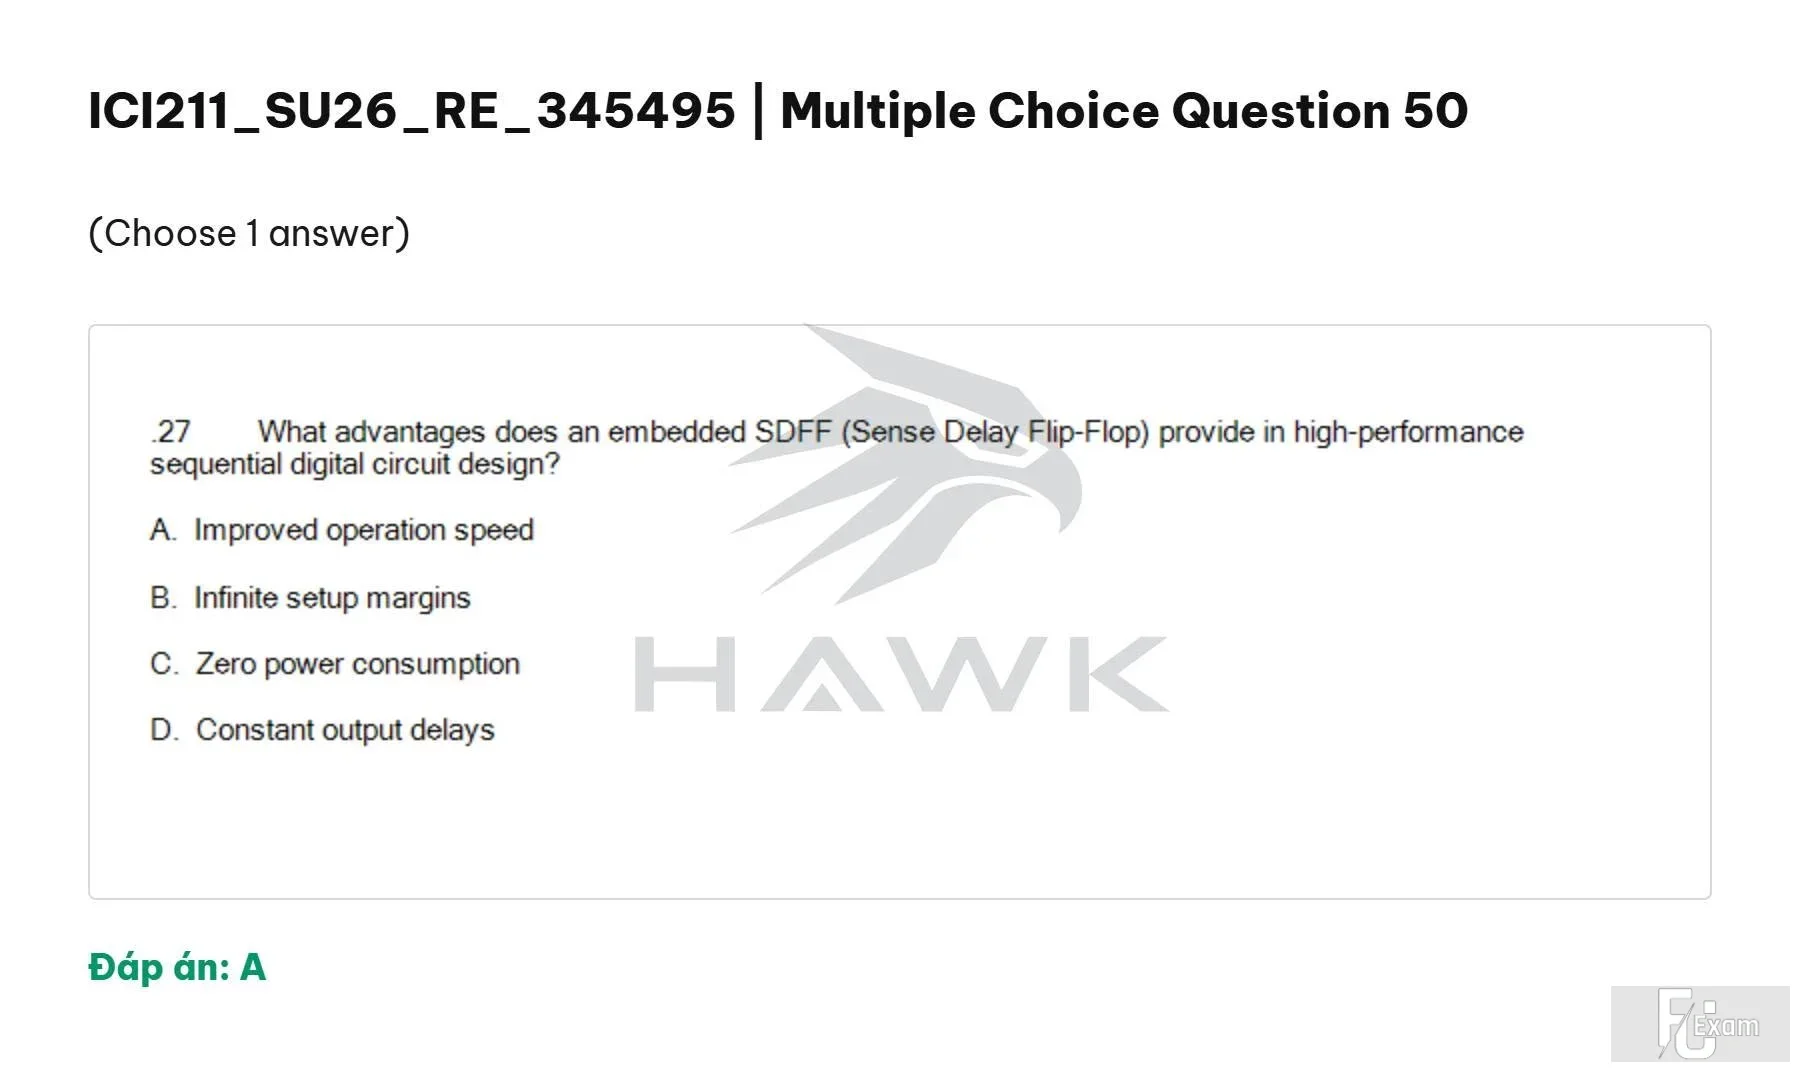 ICI211_SU26_RE_345495 | Multiple Choice Question 50
(Choose 1 answer)
.27 What advantages does an embedded SDFF (Sense Delay Flip-Flop) provide in high-performance
sequential digital circuit design?
A. Improved operation speed
B. Infinite setup margins
C. Zero power consumption
D. Constant output delays
HAWK
Đáp án: A
FU Exam